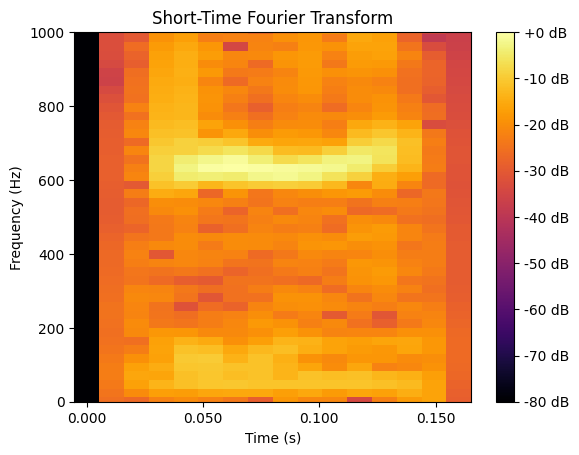 Short-Time Fourier Transform
1000
800
600
400
200
0
Frequency (Hz)
0.000
0.050
0.100
0.150
Time (s)
+0 dB
-10 dB
-20 dB
-30 dB
-40 dB
-50 dB
-60 dB
-70 dB
-80 dB